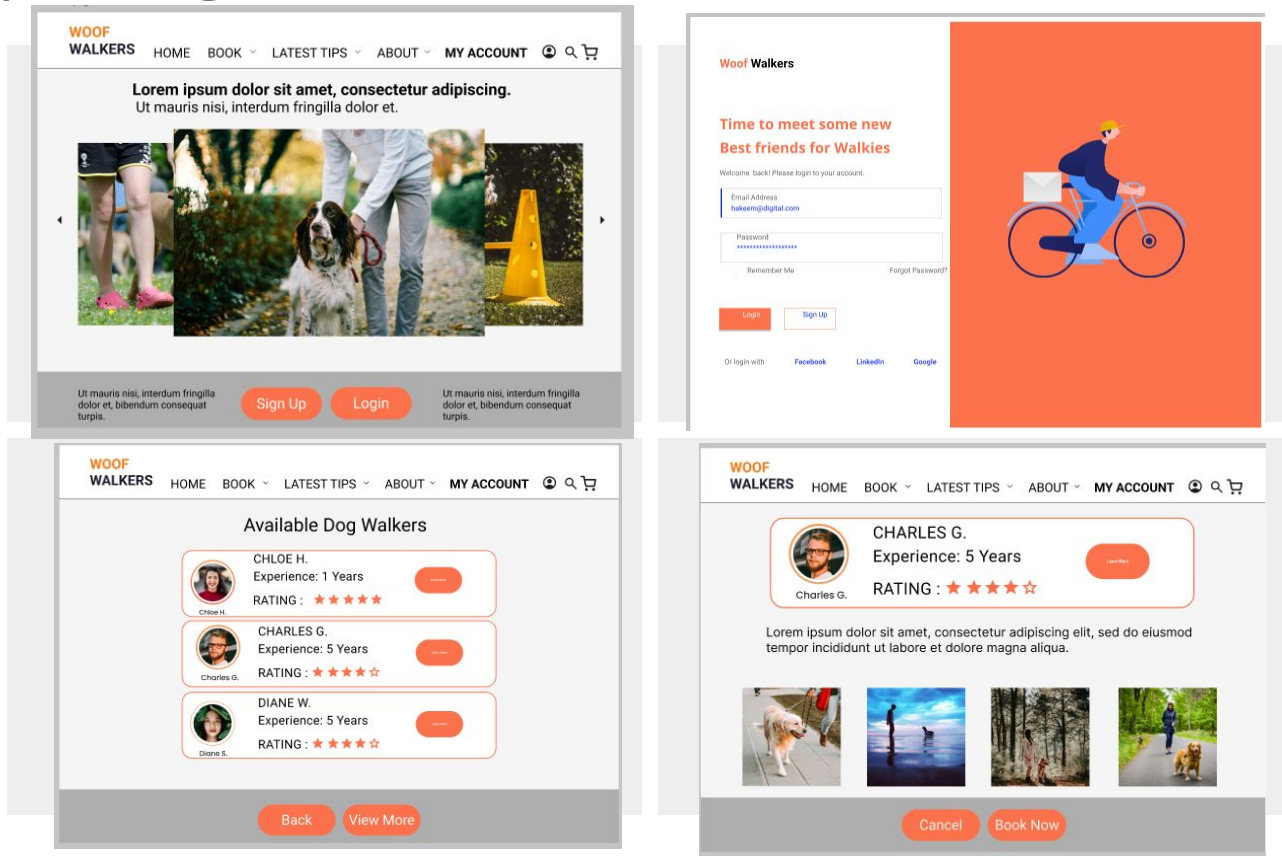 WOOF
WALKERS HOME BOOK LATEST TIPS ABOUT MY ACCOUNT
Lorem ipsum dolor sit amet, consectetur adipiscing.
Ut mauris nisi, interdum fringilla dolor et.
Ut mauris nisi, interdum fringilla
dolor et, bibendum consequat
turpis.
Sign Up Login
Ut mauris nisi, interdum fringilla
dolor et, bibendum consequat
turpis.
Woof Walkers
Time to meet some new
Best friends for Walkies
Welcome back! Please login to your account.
Email Address
hakeem@digital.com
Password
*******************
Remember Me Forgot Password?
Login Sign Up
Or login with Facebook LinkedIn Google
WOOF
WALKERS HOME BOOK LATEST TIPS ABOUT MY ACCOUNT
Available Dog Walkers
CHLOE H.
Experience: 1 Years
RATING :
Chloe H.
Learn More
CHARLES G.
Experience: 5 Years
RATING :
Charles G.
Learn More
DIANE W.
Experience: 5 Years
RATING :
Diane S.
Learn More
Back View More
WOOF
WALKERS HOME BOOK LATEST TIPS ABOUT MY ACCOUNT
CHARLES G.
Experience: 5 Years
RATING :
Charles G.
Learn More
Lorem ipsum dolor sit amet, consectetur adipiscing elit, sed do eiusmod
tempor incididunt ut labore et dolore magna aliqua.
Cancel Book Now